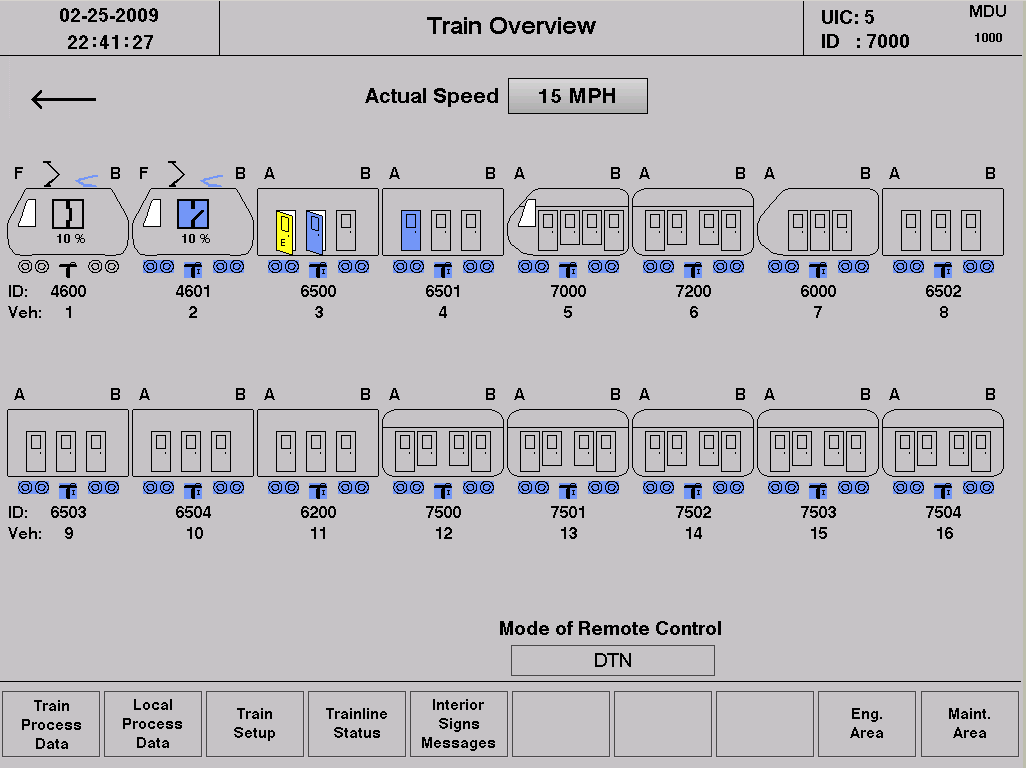 02-25-2009
22:41:27
Train Overview
UIC: 5
ID : 7000
MDU
1000
Actual Speed 15 MPH
F B F B A B A B A B A B A B A B
10 % 10 %
E
ID: 4600 4601 6500 6501 7000 7200 6000 6502
Veh: 1 2 3 4 5 6 7 8
A B A B A B A B A B A B A B A B
ID: 6503 6504 6200 7500 7501 7502 7503 7504
Veh: 9 10 11 12 13 14 15 16
Mode of Remote Control
DTN
Train
Process
Data
Local
Process
Data
Train
Setup
Trainline
Status
Interior
Signs
Messages
Eng.
Area
Maint.
Area